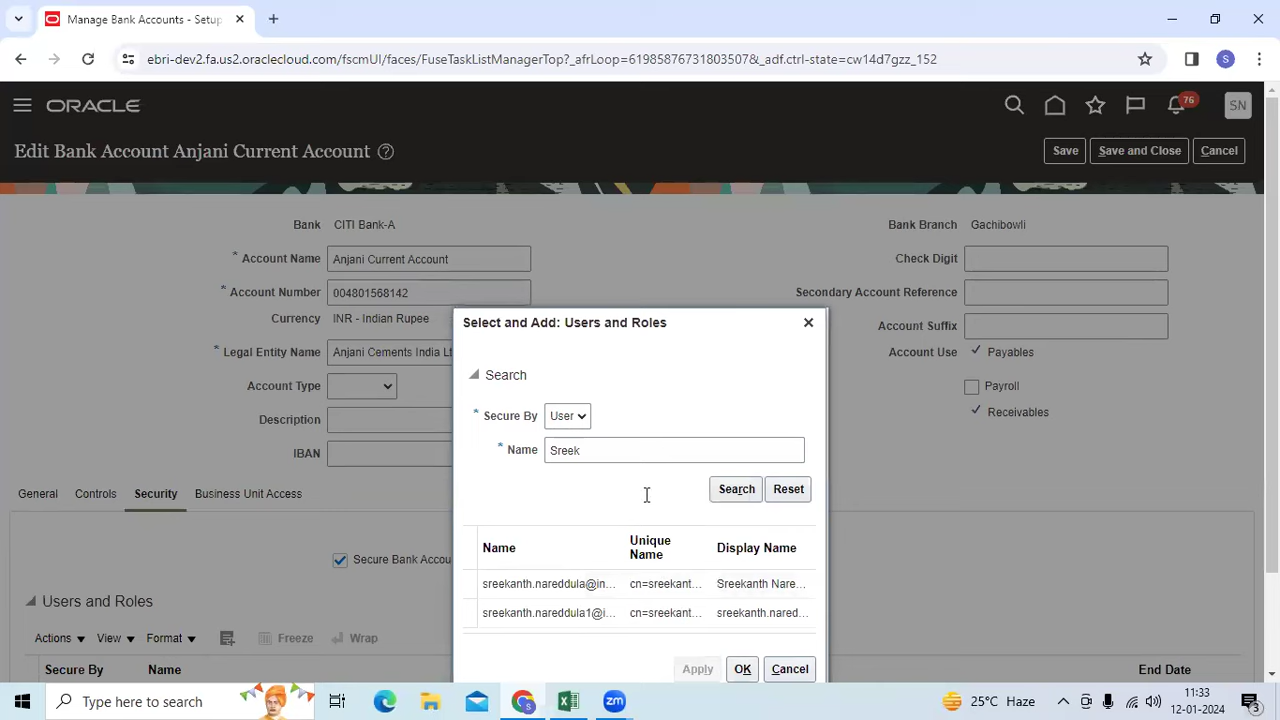 Manage Bank Accounts - Setup
ebri-dev2.fa.us2.oraclecloud.com/fscmUI/faces/FuseTaskListManagerTop?_afrLoop=6198587673180350​7&_adf.ctrl-state=cw14d7gzz_152
S
ORACLE
76
SN
Edit Bank Account Anjani Current Account
Save
Save and Close
Cancel
Bank CITI Bank-A
Bank Branch Gachibowli
* Account Name Anjani Current Account
Check Digit
* Account Number 004801568142
Secondary Account Reference
Currency INR - Indian Rupee
Account Suffix
* Legal Entity Name Anjani Cements India Lt
Account Use Payables
Account Type
Payroll
Description
Receivables
IBAN
General Controls Security Business Unit Access
Secure Bank Accou
Users and Roles
Actions View Format Freeze Wrap
Secure By Name End Date
Select and Add: Users and Roles
Search
* Secure By User
* Name Sreek
Search Reset
Name Unique Name Display Name
sreekanth.nareddula@in... cn=sreekant... Sreekanth Nare...
sreekanth.nareddula1@i... cn=sreekant... sreekanth.nared...
Apply OK Cancel
Type here to search
zm
25°C Haze
11:33
12-01-2024
3